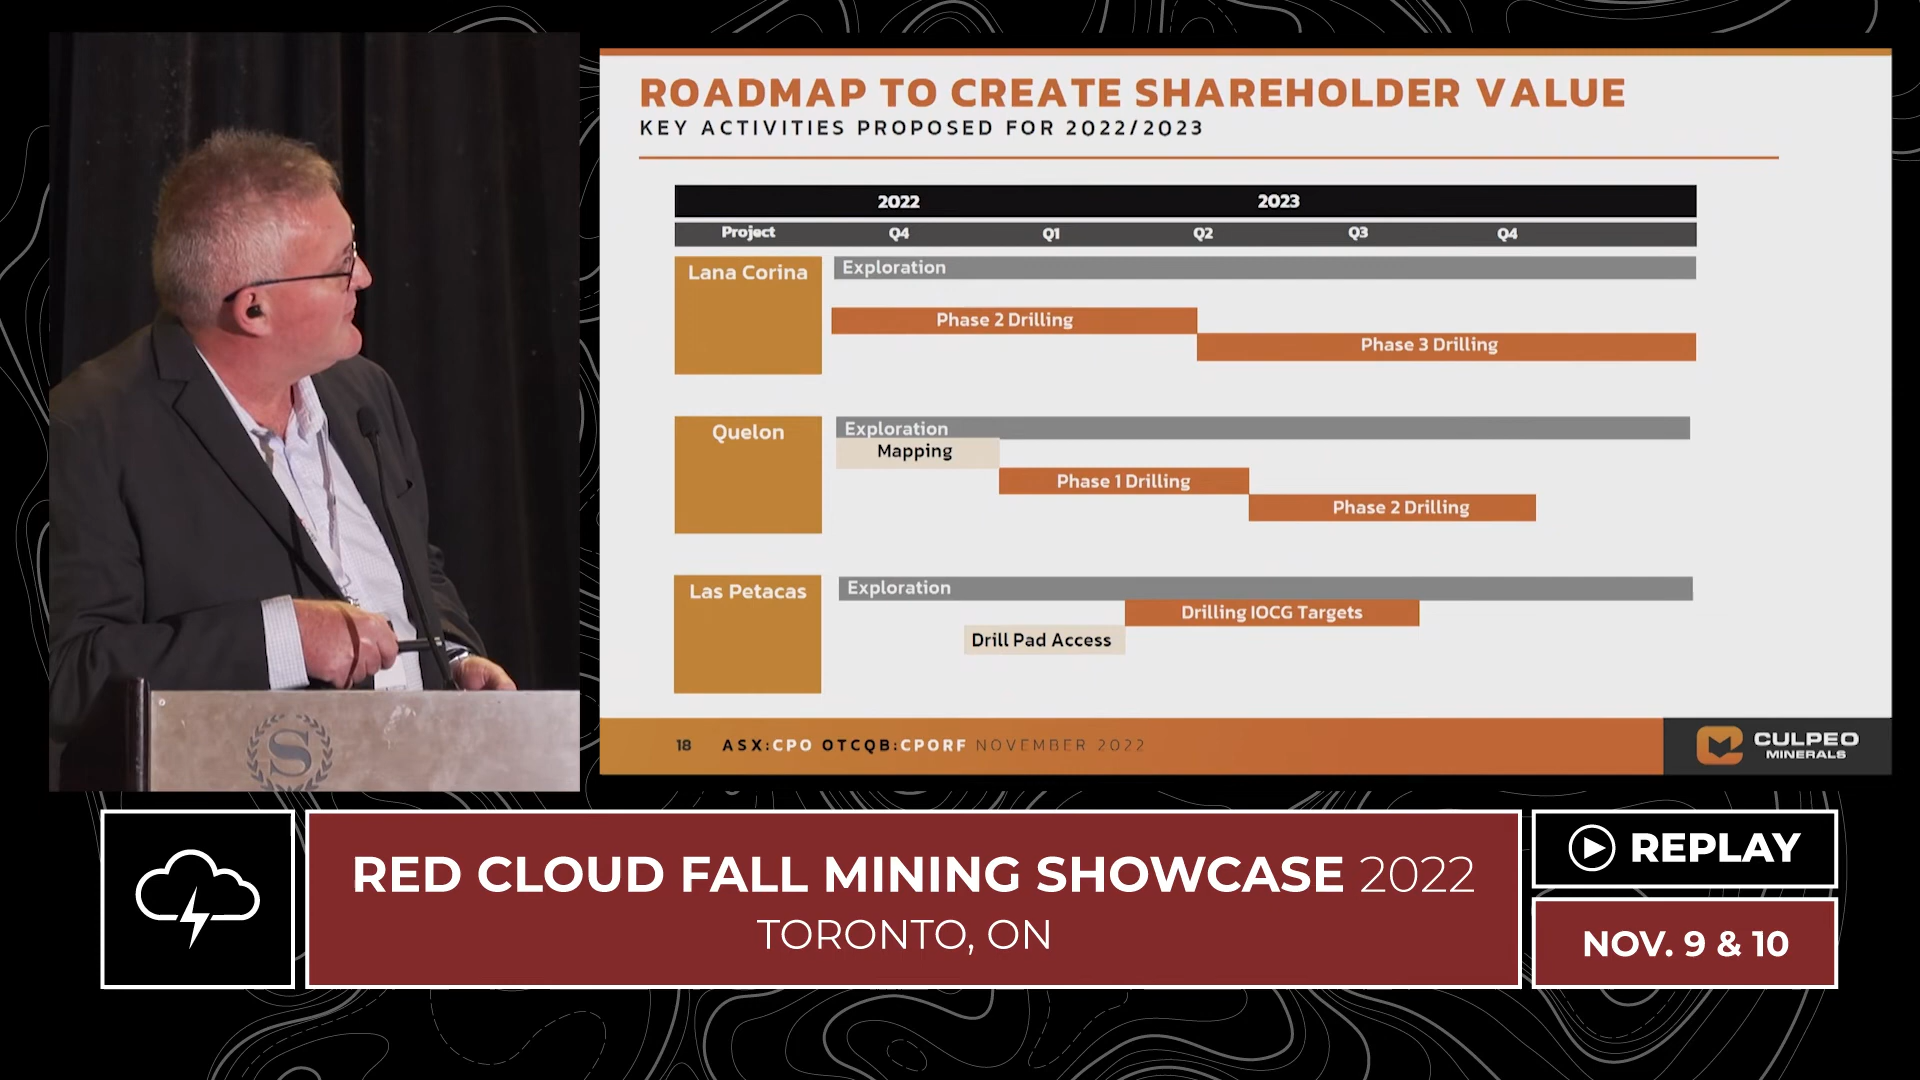 ROADMAP TO CREATE SHAREHOLDER VALUE
KEY ACTIVITIES PROPOSED FOR 2022/2023
2022 2023
Project Q4 Q1 Q2 Q3 Q4
Lana Corina
Exploration
Phase 2 Drilling
Phase 3 Drilling
Quelon
Exploration
Mapping
Phase 1 Drilling
Phase 2 Drilling
Las Petacas
Exploration
Drilling IOCG Targets
Drill Pad Access
18 ASX:CPO OTCQB:CPORF NOVEMBER 2022
CULPEO
MINERALS
S
RED CLOUD FALL MINING SHOWCASE 2022
TORONTO, ON
REPLAY
NOV. 9 & 10